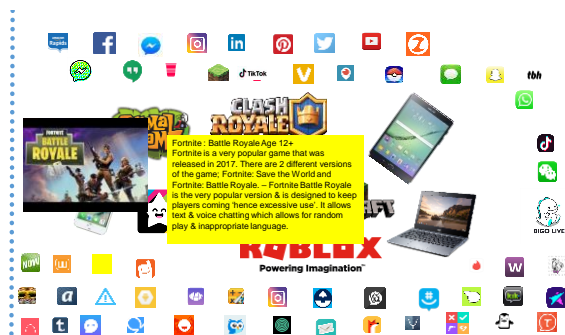 Rapids
TikTok
tbh
CLASH
ROYALE
FORTNITE
BATTLE
ROYALE
Fortnite : Battle Royale Age 12+
Fortnite is a very popular game that was
released in 2017. There are 2 different versions
of the game; Fortnite: Save the World and
Fortnite: Battle Royale. – Fortnite Battle Royale
is the very popular version & is designed to keep
players coming 'hence excessive use'. It allows
text & voice chatting which allows for random
play & inappropriate language.
BIGO LIVE
ROBLOX
Powering Imagination™
NOW
kik